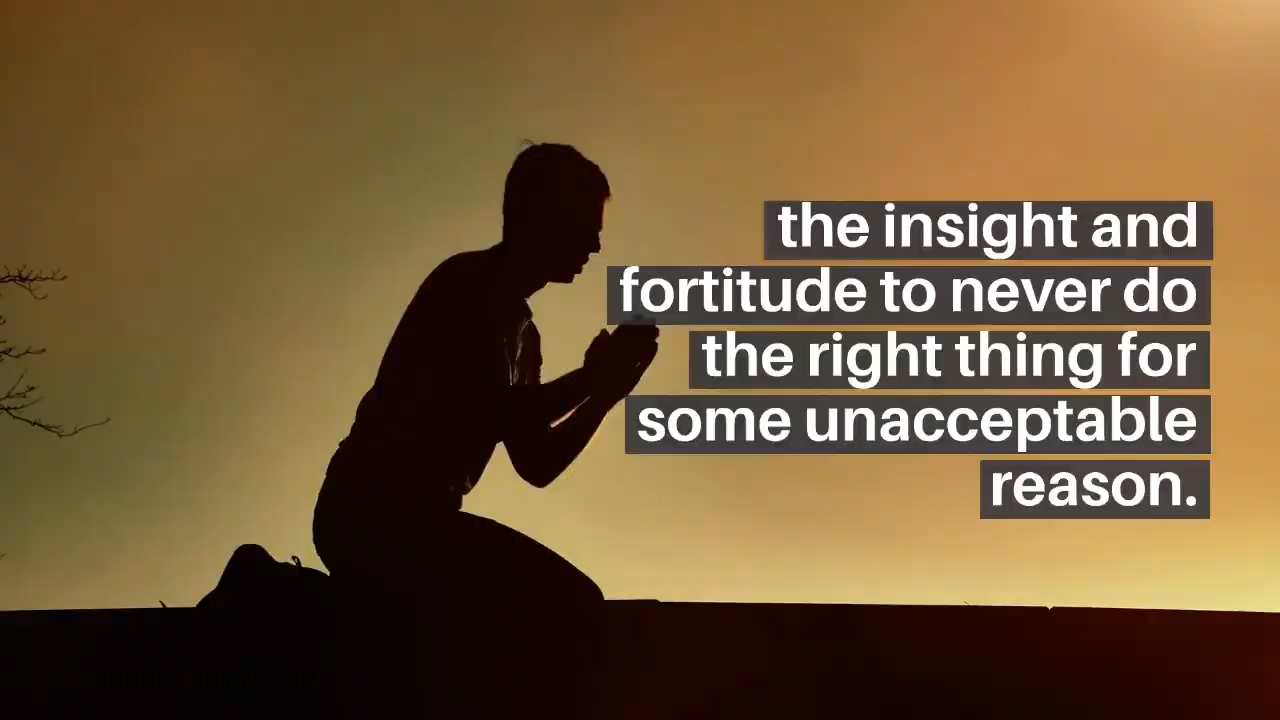 the insight and
fortitude to never do
the right thing for
some unacceptable
reason.